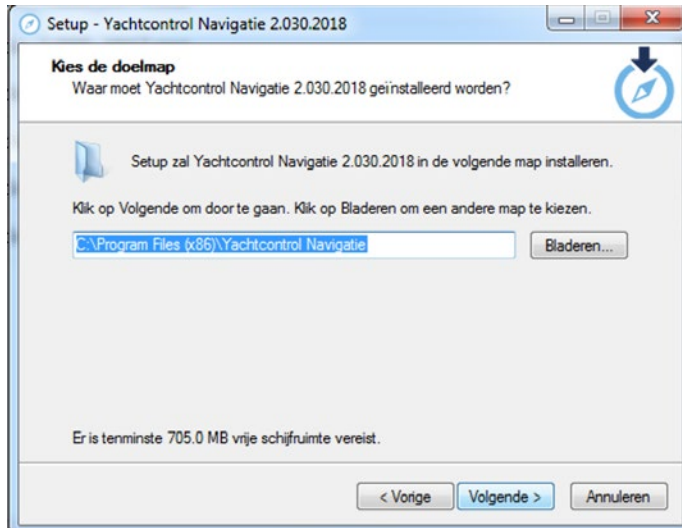 Setup - Yachtcontrol Navigatie 2.030.2018
Kies de doelmap
Waar moet Yachtcontrol Navigatie 2.030.2018 geïnstalleerd worden?
Setup zal Yachtcontrol Navigatie 2.030.2018 in de volgende map installeren.
Klik op Volgende om door te gaan. Klik op Bladeren om een andere map te kiezen.
C:\Program Files (x86)\Yachtcontrol Navigatie
Bladeren...
Er is tenminste 705.0 MB vrije schijfruimte vereist.
< Vorige
Volgende >
Annuleren